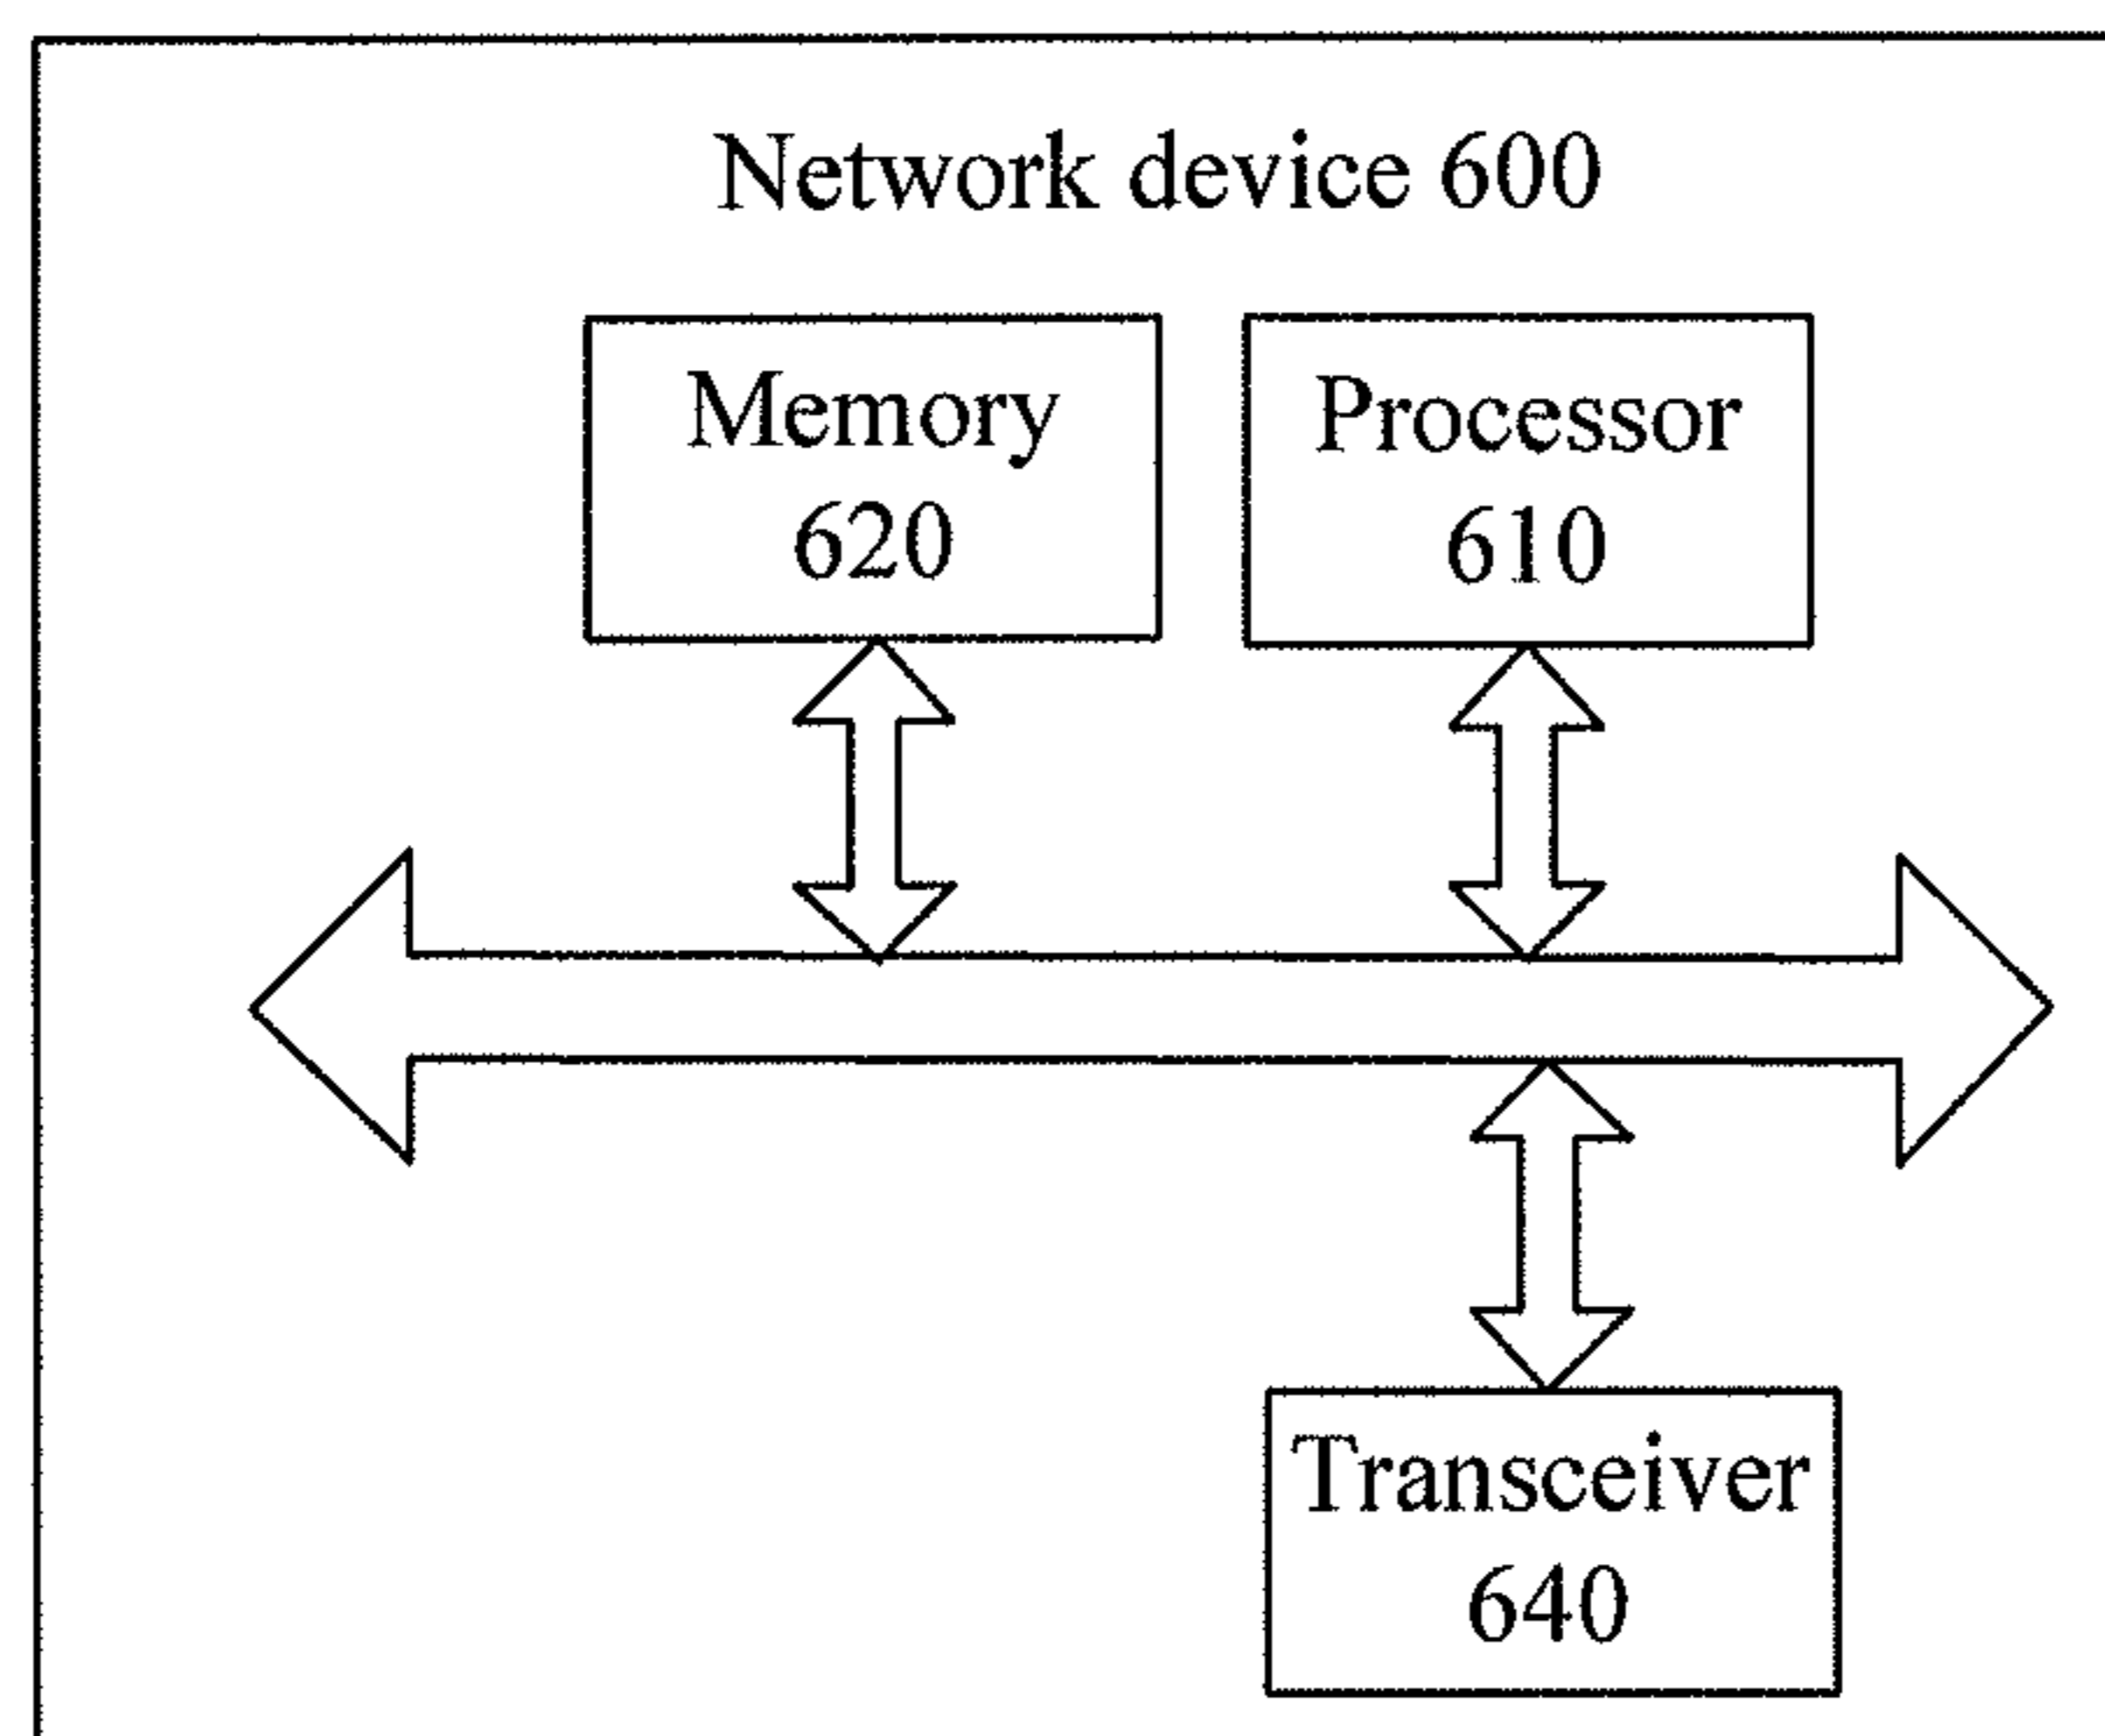 Network device 600
Memory
620
Processor
610
Transceiver
640